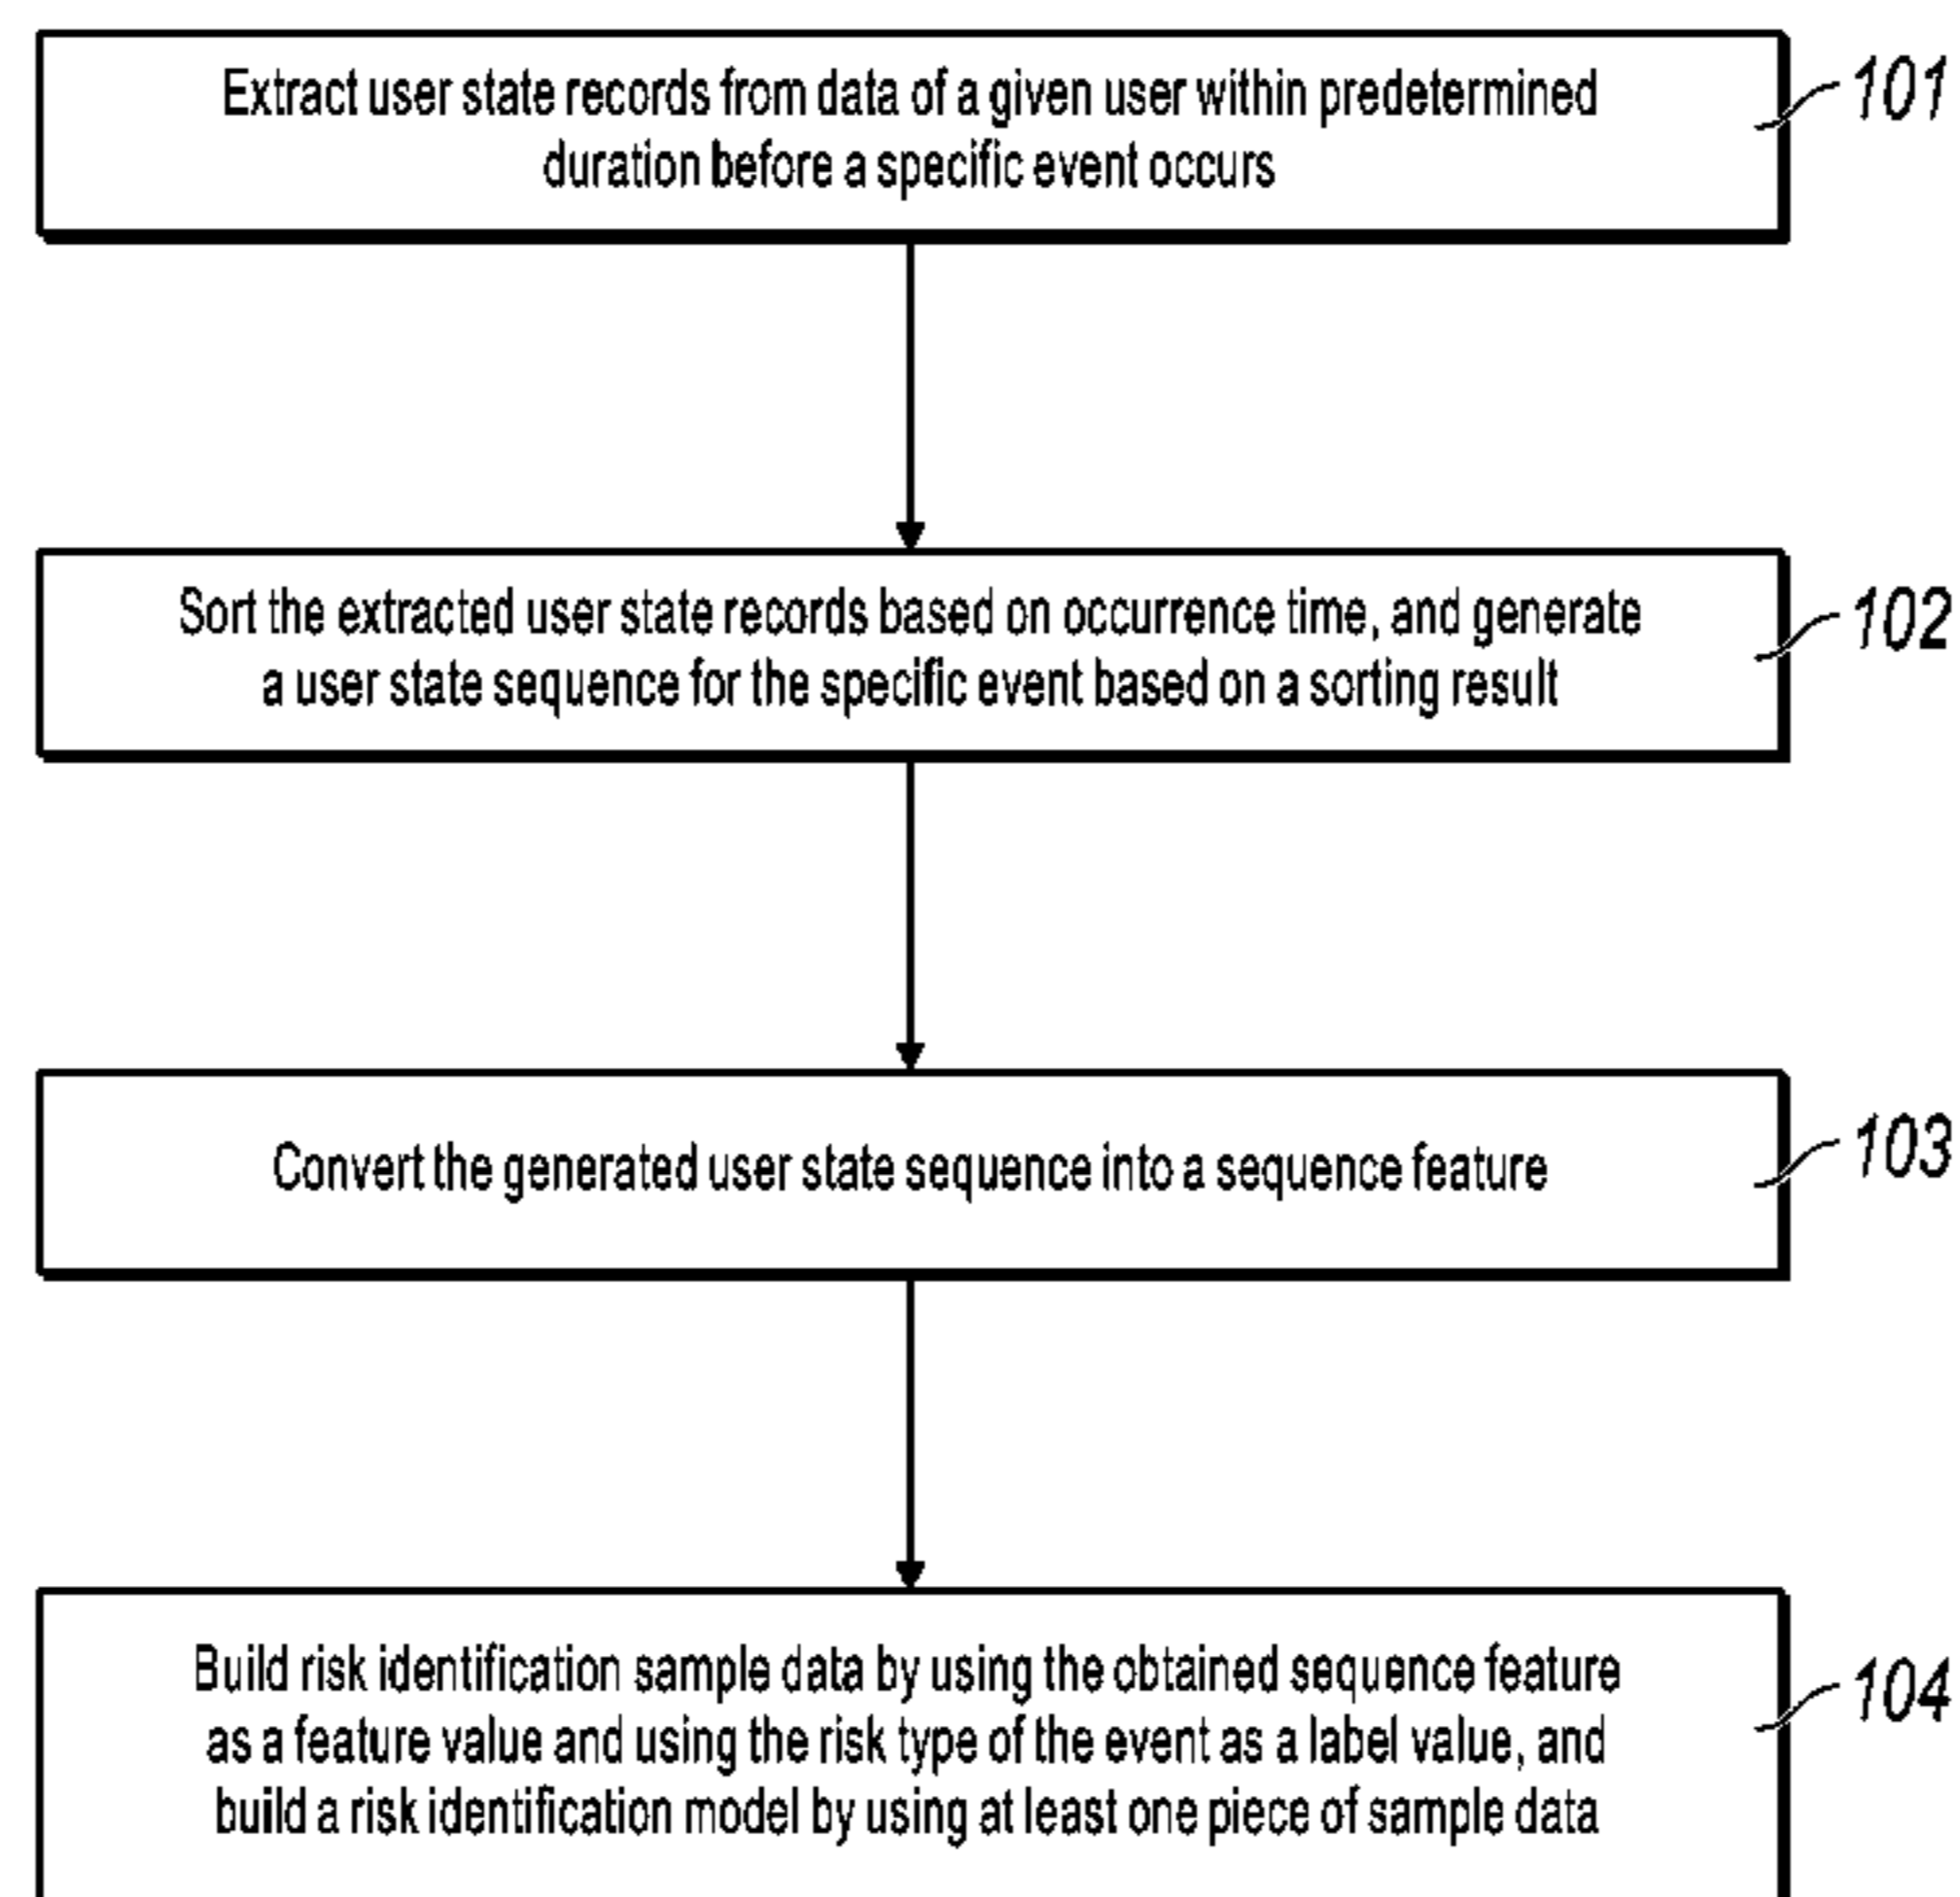 Extract user state records from data of a given user within predetermined
duration before a specific event occurs
101
Sort the extracted user state records based on occurrence time, and generate
a user state sequence for the specific event based on a sorting result
102
Convert the generated user state sequence into a sequence feature
103
Build risk identification sample data by using the obtained sequence feature
as a feature value and using the risk type of the event as a label value, and
build a risk identification model by using at least one piece of sample data
104